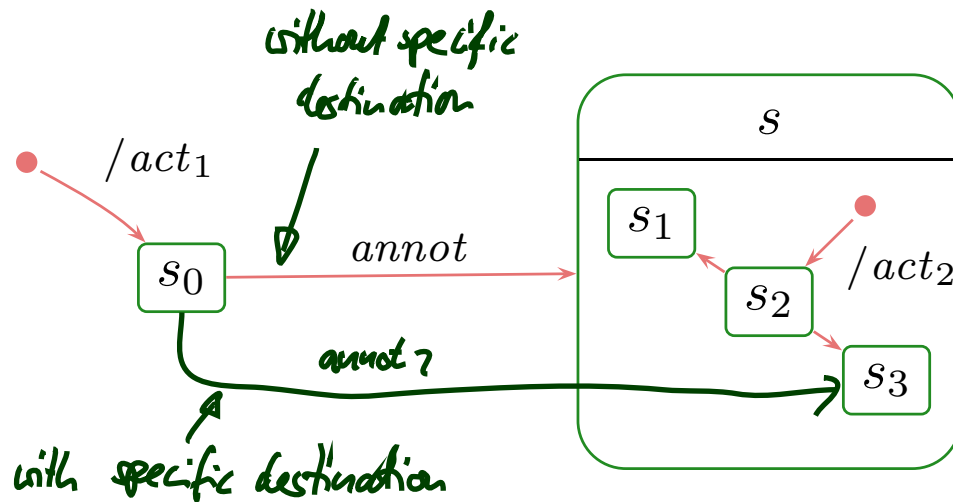 without specific
destination
s
/act₁
s₁
annot
s₀
/act₂
s₂
annot?
s₃
with specific destination